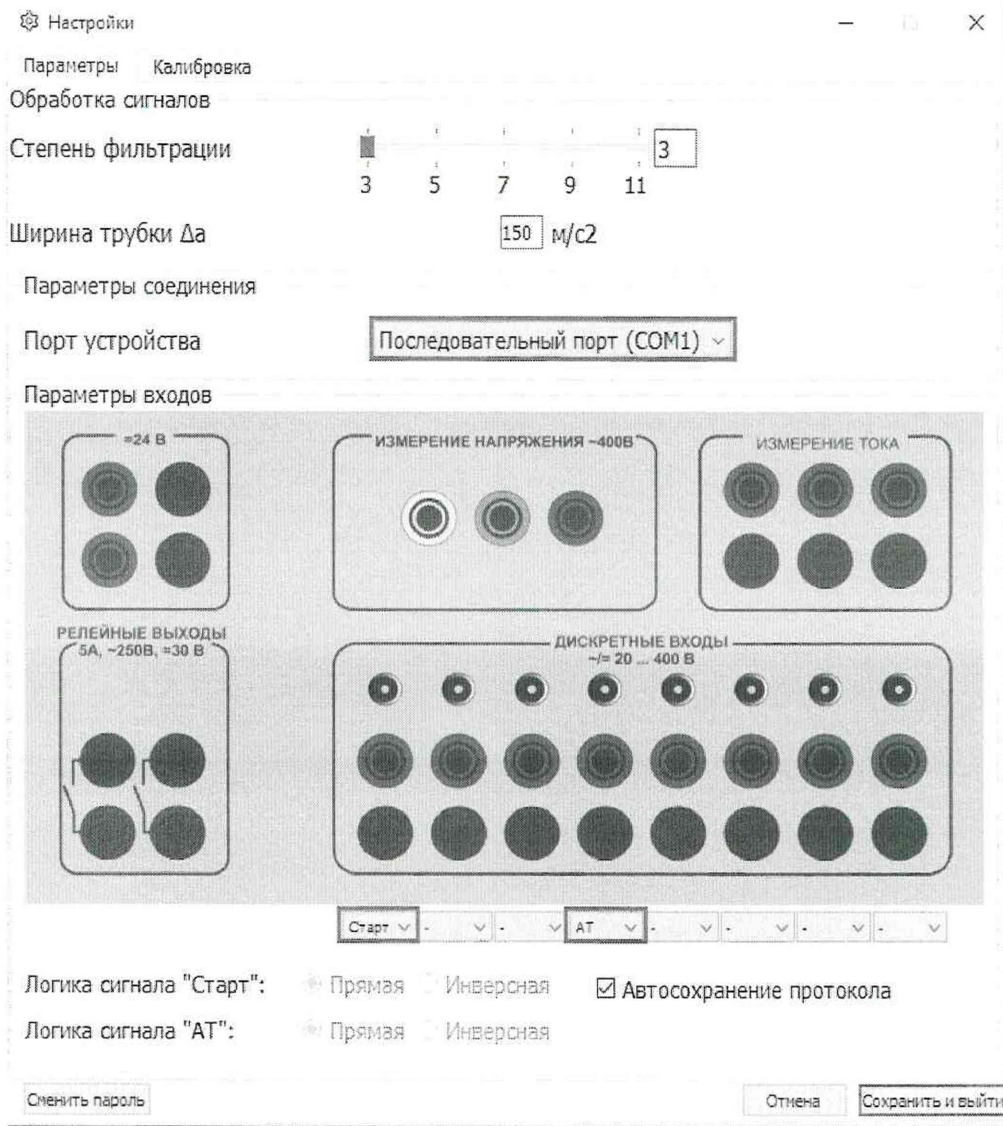 Настройки
Параметры Калибровка
Обработка сигналов
Степень фильтрации 3
3 5 7 9 11
Ширина трубки Δa 150 м/с2
Параметры соединения
Порт устройства Последовательный порт (COM1)
Параметры входов
=24 В ИЗМЕРЕНИЕ НАПРЯЖЕНИЯ ~400В ИЗМЕРЕНИЕ ТОКА
РЕЛЕЙНЫЕ ВЫХОДЫ
5А, ~250В, =30 В
ДИСКРЕТНЫЕ ВХОДЫ
~/= 20 ... 400 В
Старт - - АТ - - - -
Логика сигнала "Старт": Прямая Инверсная Автосохранение протокола
Логика сигнала "АТ": Прямая Инверсная
Сменить пароль Отмена Сохранить и выйти